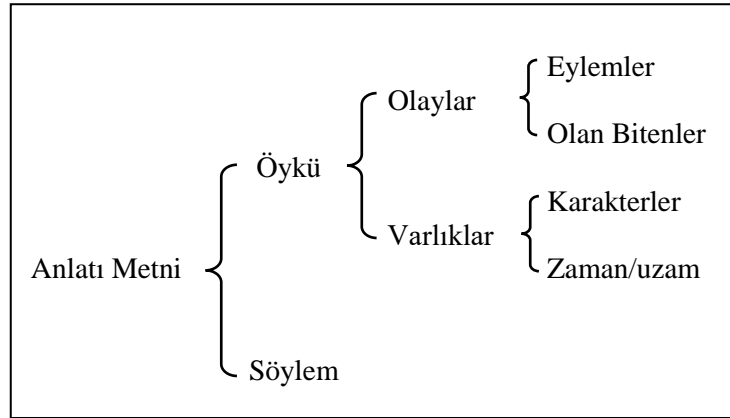 Eylemler
Olaylar
Olan Bitenler
Öykü
Karakterler
Varlıklar
Anlatı Metni
Zaman/uzam
Söylem